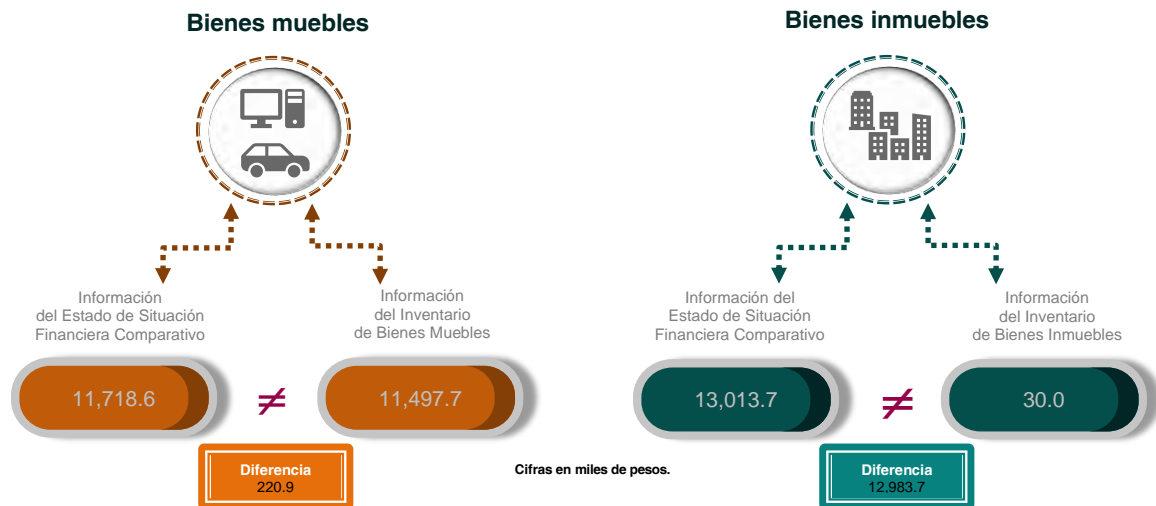 Bienes muebles
Información
del Estado de Situación
Financiera Comparativo
Información
del Inventario
de Bienes Muebles
11,718.6
≠
11,497.7
Diferencia
220.9
Cifras en miles de pesos.
Bienes inmuebles
Información del
Estado de Situación
Financiera Comparativo
Información
del Inventario
de Bienes Inmuebles
13,013.7
≠
30.0
Diferencia
12,983.7